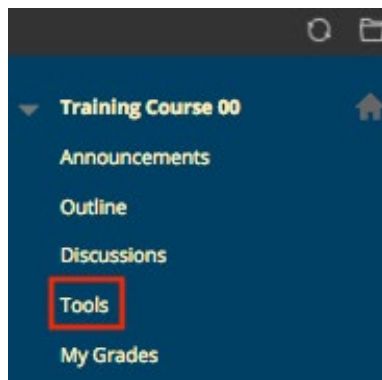 Training Course 00
Announcements
Outline
Discussions
Tools
My Grades